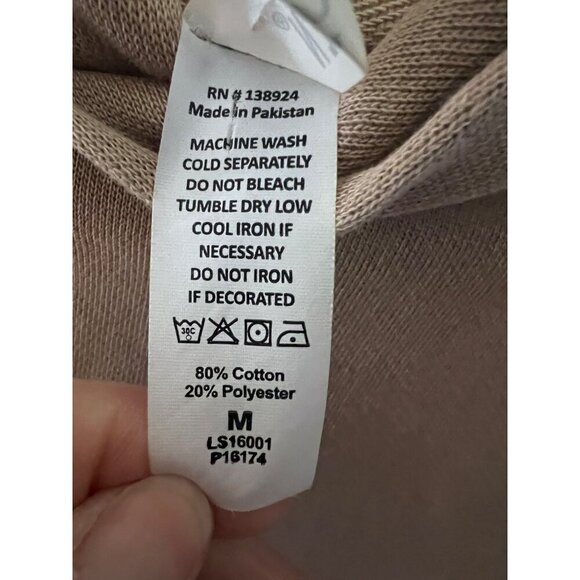 RN # 138924
Made in Pakistan
MACHINE WASH
COLD SEPARATELY
DO NOT BLEACH
TUMBLE DRY LOW
COOL IRON IF
NECESSARY
DO NOT IRON
IF DECORATED
30C
80% Cotton
20% Polyester
M
LS16001
P16174